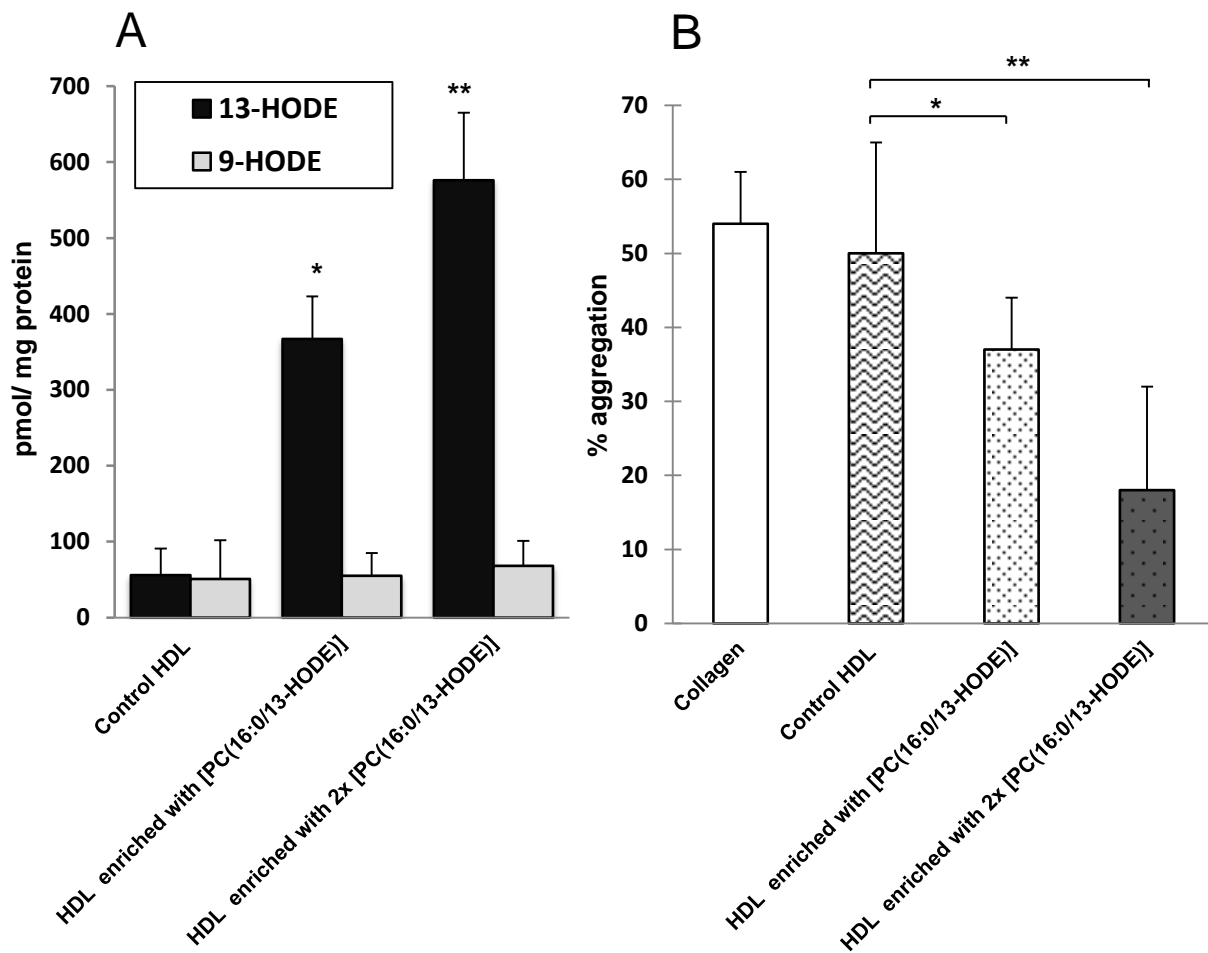 A
700
600
500
400
300
200
100
0
pmol/ mg protein
13-HODE
9-HODE
*
**
Control HDL
HDL enriched with [PC(16:0/13-HODE)]
HDL enriched with 2x [PC(16:0/13-HODE)]
B
70
60
50
40
30
20
10
0
% aggregation
**
*
Collagen
Control HDL
HDL enriched with [PC(16:0/13-HODE)]
HDL enriched with 2x [PC(16:0/13-HODE)]